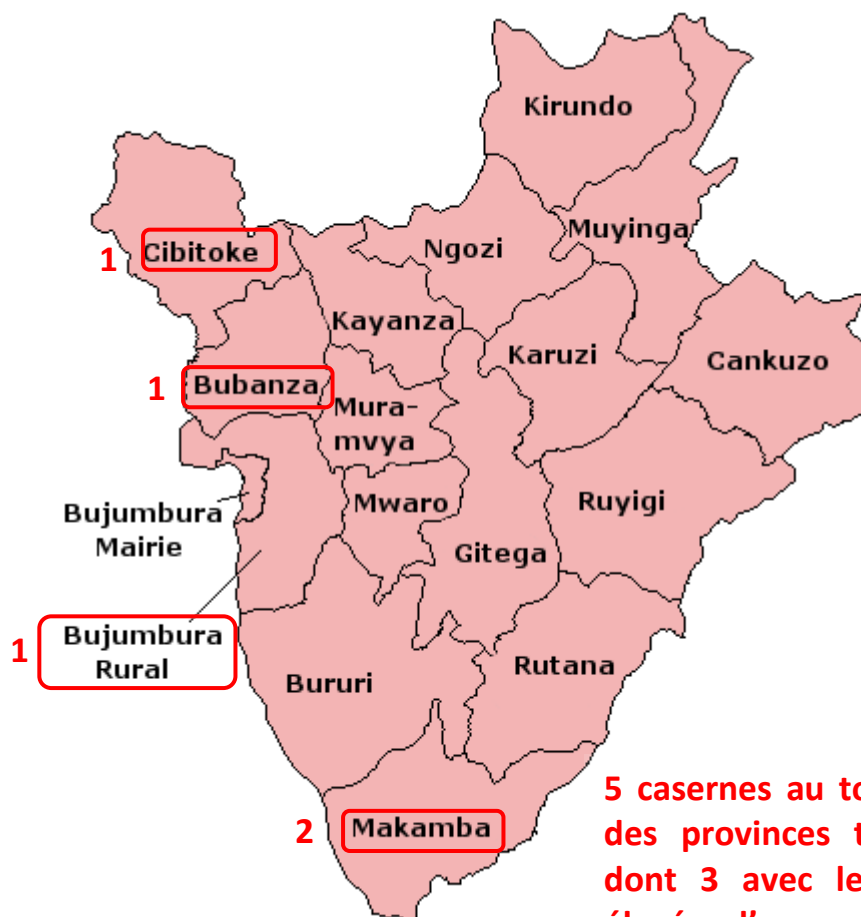 Kirundo
Muyinga
Ngozi
1 Cibitoke
Kayanza
Karuzi
Cankuzo
1 Bubanza
Mura-
mvya
Mwaro
Ruyigi
Bujumbura
Mairie
Gitega
1 Bujumbura
Rural
Rutana
Bururi
5 casernes au
des provinces
2 Makamba
dont 3 avec